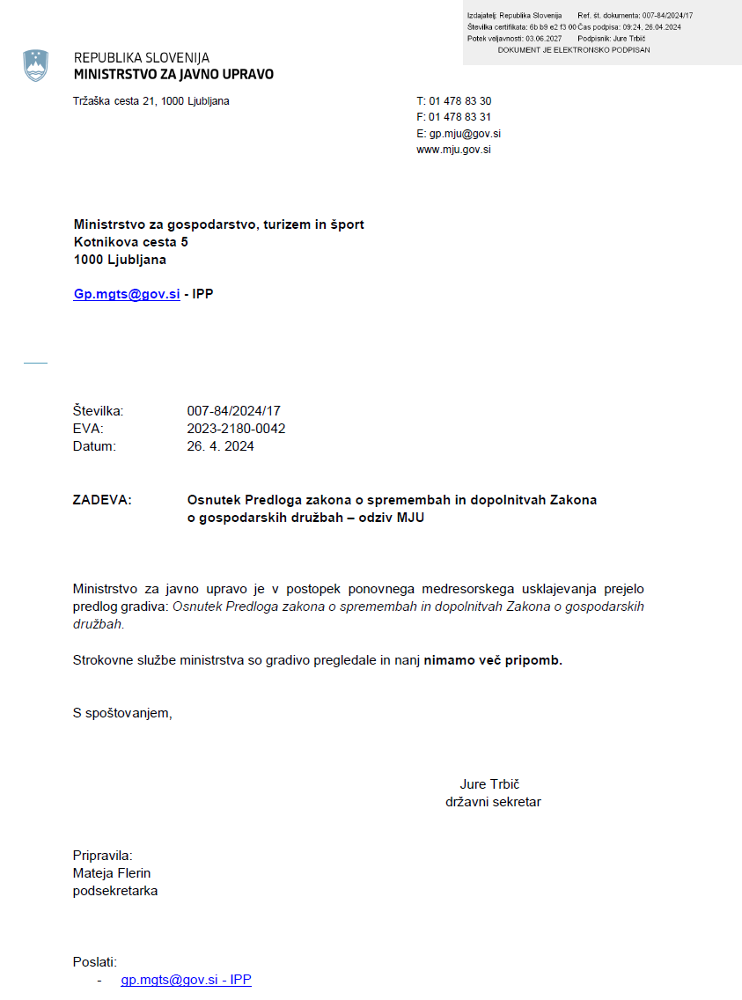 Izdajatelj: Republika Slovenija Ref. št. dokumenta: 007-84/2024/17
Številka certifikata: 6b b9 e2 f3 00 Čas podpisa: 09:24, 26.04.2024
Potek veljavnosti: 03.06.2027 Podpisnik: Jure Trbič
DOKUMENT JE ELEKTRONSKO PODPISAN
REPUBLIKA SLOVENIJA
MINISTRSTVO ZA JAVNO UPRAVO
Tržaška cesta 21, 1000 Ljubljana
T: 01 478 83 30
F: 01 478 83 31
E: gp.mju@gov.si
www.mju.gov.si
Ministrstvo za gospodarstvo, turizem in šport
Kotnikova cesta 5
1000 Ljubljana
Gp.mgts@gov.si - IPP
Številka: 007-84/2024/17
EVA: 2023-2180-0042
Datum: 26. 4. 2024
ZADEVA: Osnutek Predloga zakona o spremembah in dopolnitvah Zakona
o gospodarskih družbah – odziv MJU
Ministrstvo za javno upravo je v postopek ponovnega medresorskega usklajevanja prejelo
predlog gradiva: Osnutek Predloga zakona o spremembah in dopolnitvah Zakona o gospodarskih
družbah.
Strokovne službe ministrstva so gradivo pregledale in nanj nimamo več pripomb.
S spoštovanjem,
Jure Trbič
državni sekretar
Pripravila:
Mateja Flerin
podsekretarka
Poslati:
- gp.mgts@gov.si - IPP